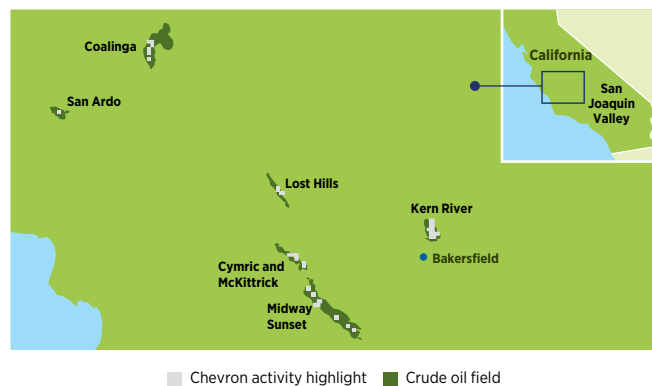 Coalinga
California
San
Joaquin
Valley
San Ardo
Lost Hills
Kern River
Bakersfield
Cymric and
McKittrick
Midway
Sunset
Chevron activity highlight
Crude oil field